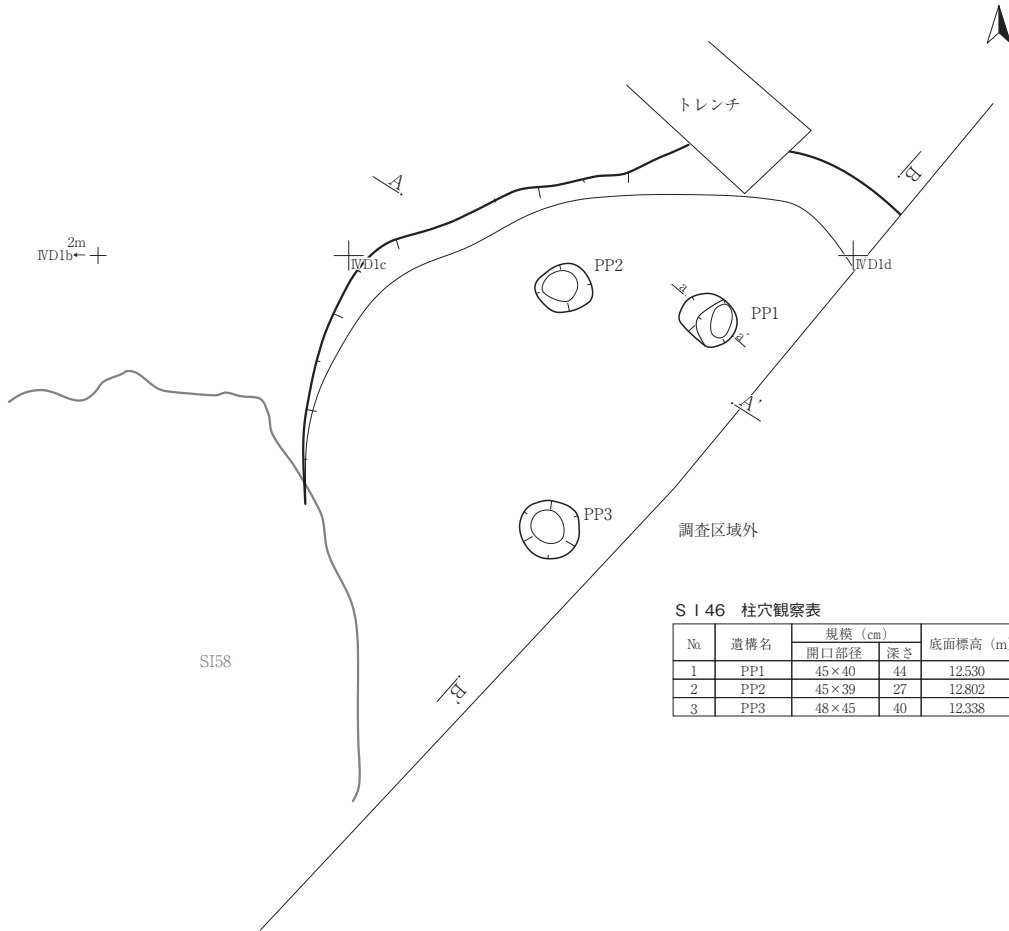 トレンチ
A
B
2m
ⅣD1b←
ⅣD1c
ⅣD1d
PP2
a
PP1
a'
A'
PP3
調査区域外
SI58
B'
SⅠ46 柱穴観察表
№ 遺構名 規模（㎝） 底面標高（m）
開口部径 深さ
1 PP1 45×40 44 12.530
2 PP2 45×39 27 12.802
3 PP3 48×45 40 12.338